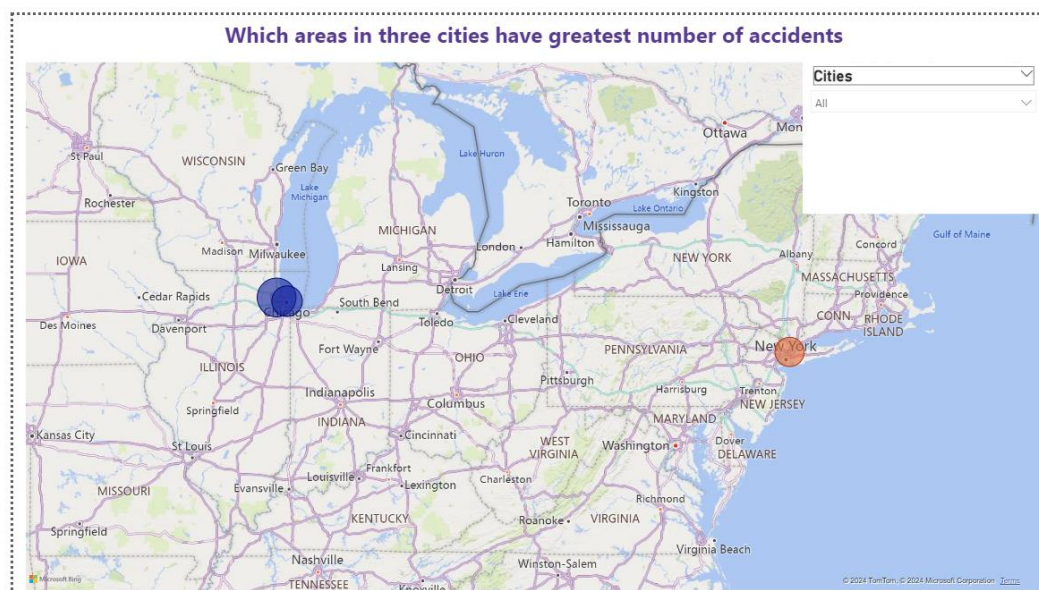 Which areas in three cities have greatest number of accidents
Cities
All
Ottawa
Mon
St Paul
WISCONSIN
Green Bay
Lake Huron
Kingston
Rochester
Lake
Michigan
Toronto
Lake Ontario
Mississauga
Gulf of Maine
MICHIGAN
London
Hamilton
Concord
Madison
Milwaukee
NEW YORK
Albany
IOWA
Lansing
MASSACHUSETTS
Detroit
Cedar Rapids
South Bend
Lake Erie
Providence
CONN
RHODE
ISLAND
Chicago
Des Moines
Davenport
Toledo
Cleveland
Fort Wayne
PENNSYLVANIA
New York
OHIO
ILLINOIS
Pittsburgh
Harrisburg
Trenton
Indianapolis
Columbus
NEW JERSEY
Springfield
INDIANA
MARYLAND
Kansas City
Cincinnati
WEST
VIRGINIA
Washington
Dover
DELAWARE
St Louis
Frankfort
Louisville
Lexington
Charleston
MISSOURI
Evansville
Richmond
KENTUCKY
Roanoke
VIRGINIA
Springfield
Virginia Beach
Nashville
Winston-Salem
TENNESSEE
Knoxville
Microsoft Bing
© 2024 TomTom, © 2024 Microsoft Corporation Terms